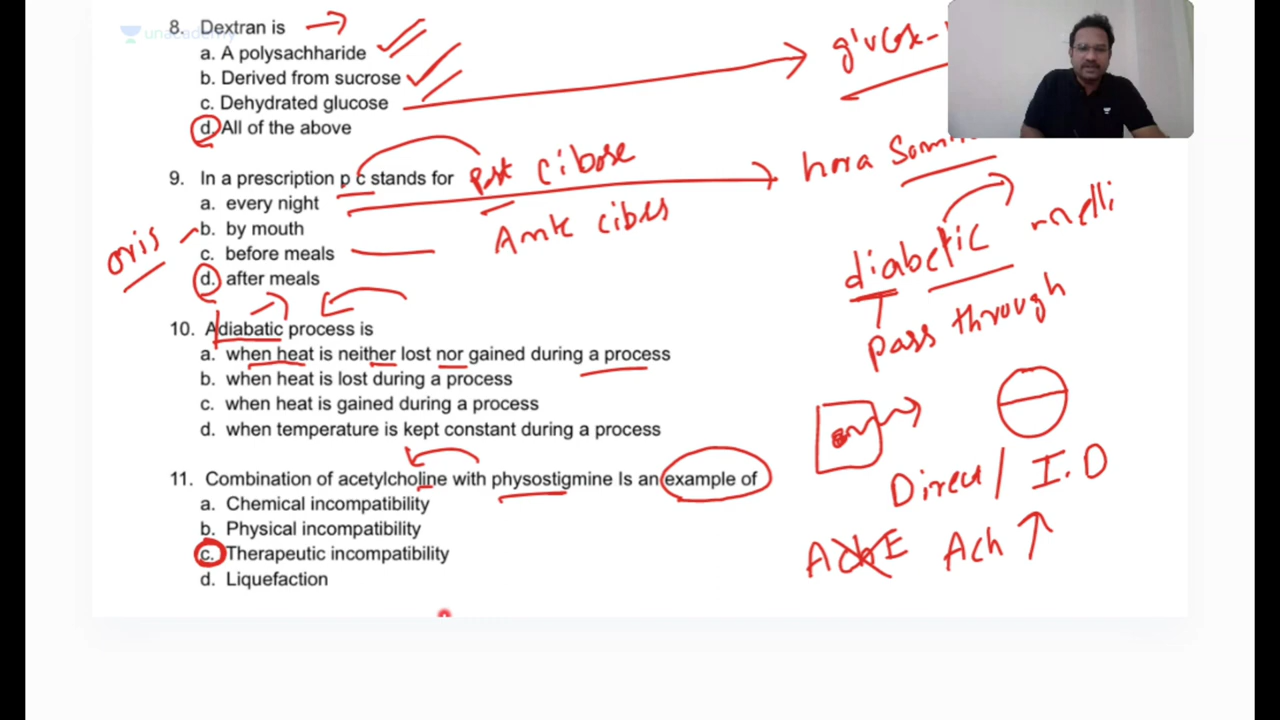 8. Dextran is
unacademy
a. A polysachharide
b. Derived from sucrose
c. Dehydrated glucose
d. All of the above
9. In a prescription p c stands for
a. every night
b. by mouth
c. before meals
d. after meals
post cibose
Ante cibes
hora
oris
diabetic melli
pass through
10. Adiabatic process is
a. when heat is neither lost nor gained during a process
b. when heat is lost during a process
c. when heat is gained during a process
d. when temperature is kept constant during a process
11. Combination of acetylcholine with physostigmine Is an example of
a. Chemical incompatibility
b. Physical incompatibility
c. Therapeutic incompatibility
d. Liquefaction
Direct / I.D
AchE Ach ↑